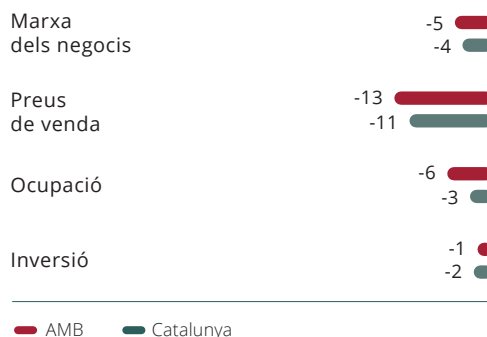 Marxa
dels negocis
-5
-4
Preus
de venda
-13
-11
Ocupació
-6
-3
Inversió
-1
-2
AMB
Catalunya